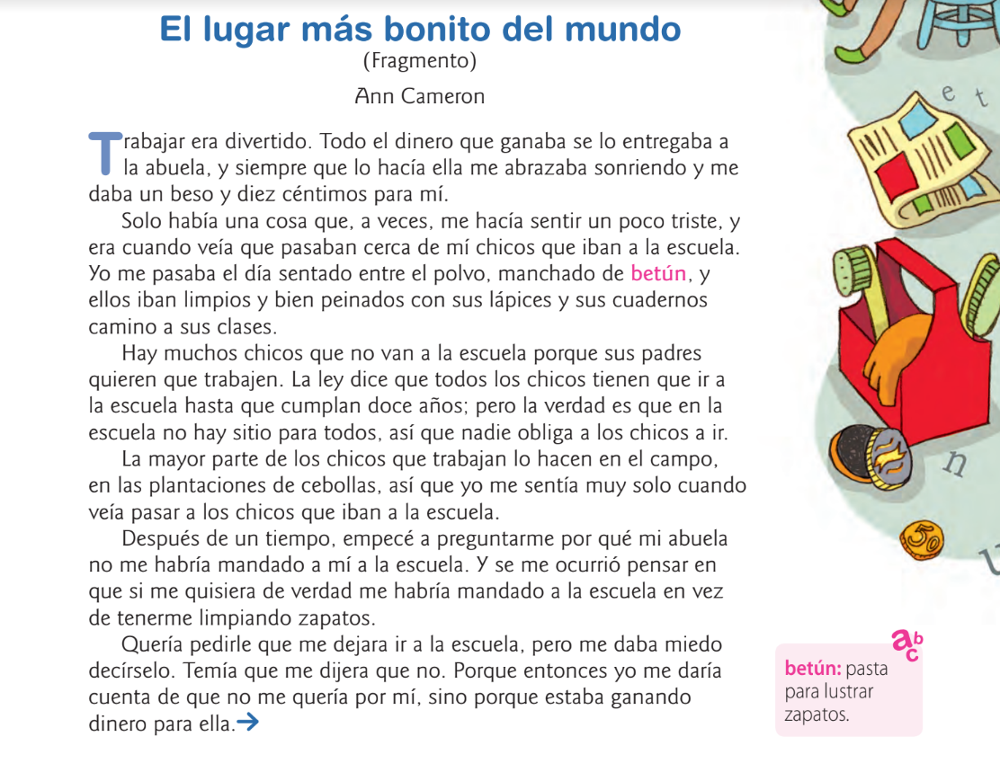 El lugar más bonito del mundo
(Fragmento)
Ann Cameron
Trabajar era divertido. Todo el dinero que ganaba se lo entregaba a
la abuela, y siempre que lo hacía ella me abrazaba sonriendo y me
daba un beso y diez céntimos para mí.
Solo había una cosa que, a veces, me hacía sentir un poco triste, y
era cuando veía que pasaban cerca de mí chicos que iban a la escuela.
Yo me pasaba el día sentado entre el polvo, manchado de betún, y
ellos iban limpios y bien peinados con sus lápices y sus cuadernos
camino a sus clases.
Hay muchos chicos que no van a la escuela porque sus padres
quieren que trabajen. La ley dice que todos los chicos tienen que ir a
la escuela hasta que cumplan doce años; pero la verdad es que en la
escuela no hay sitio para todos, así que nadie obliga a los chicos a ir.
La mayor parte de los chicos que trabajan lo hacen en el campo,
en las plantaciones de cebollas, así que yo me sentía muy solo cuando
veía pasar a los chicos que iban a la escuela.
Después de un tiempo, empecé a preguntarme por qué mi abuela
no me habría mandado a mí a la escuela. Y se me ocurrió pensar en
que si me quisiera de verdad me habría mandado a la escuela en vez
de tenerme limpiando zapatos.
Quería pedirle que me dejara ir a la escuela, pero me daba miedo
decírselo. Temía que me dijera que no. Porque entonces yo me daría
cuenta de que no me quería por mí, sino porque estaba ganando
dinero para ella.→
e t
n
50
u
abc
betún: pasta
para lustrar
zapatos.